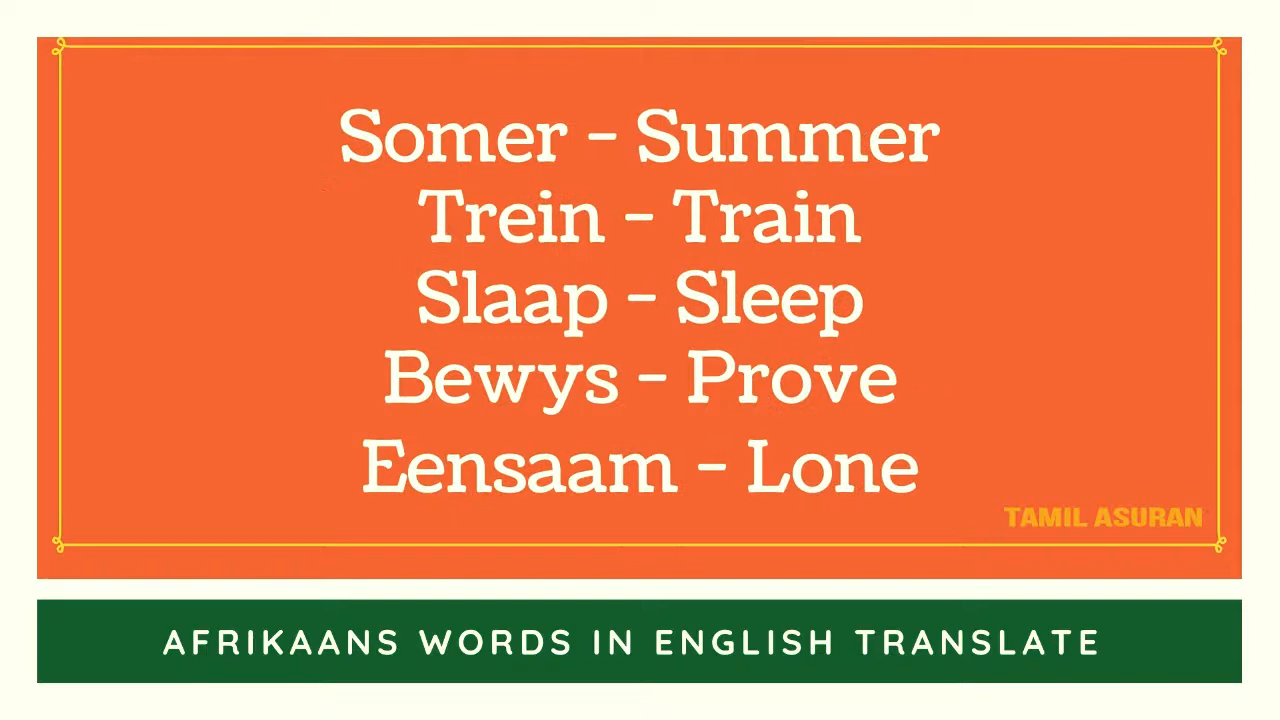 Somer - Summer
Trein - Train
Slaap - Sleep
Bewys - Prove
Eensaam - Lone
TAMIL ASURAN
AFRIKAANS WORDS IN ENGLISH TRANSLATE